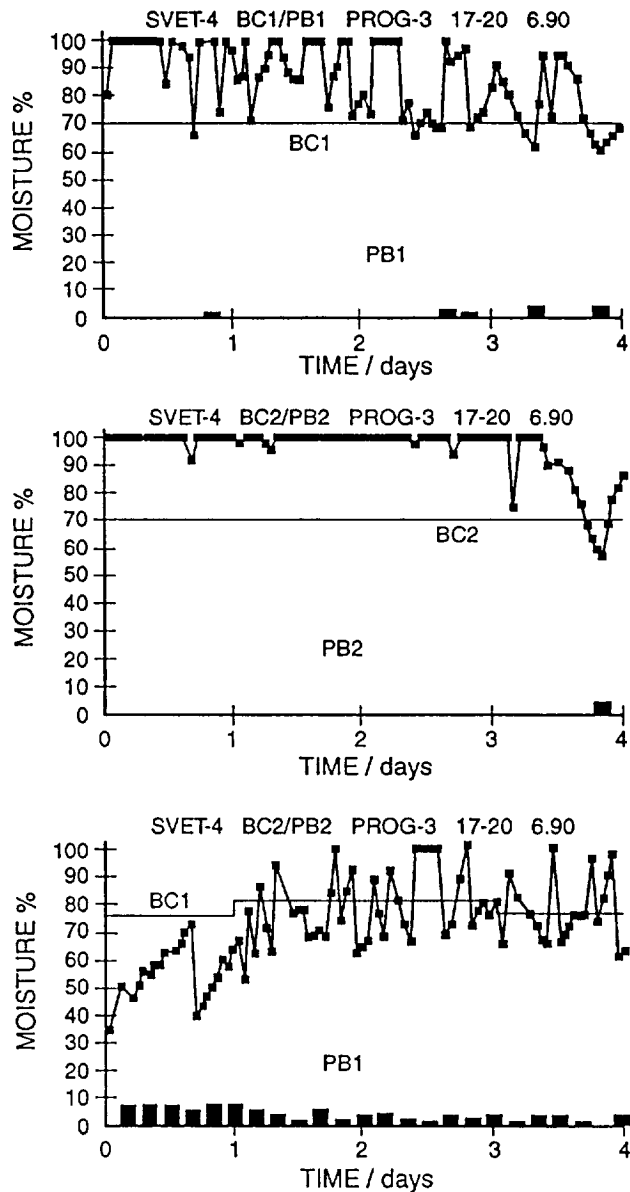 SVET-4 BC1/PB1 PROG-3 17-20 6.90
MOISTURE %
100
90
80
70
60
50
40
30
20
10
0
BC1
PB1
0 1 2 3 4
TIME / days
SVET-4 BC2/PB2 PROG-3 17-20 6.90
MOISTURE %
100
90
80
70
60
50
40
30
20
10
0
BC2
PB2
0 1 2 3 4
TIME / days
SVET-4 BC2/PB2 PROG-3 17-20 6.90
MOISTURE %
100
90
80
70
60
50
40
30
20
10
0
BC1
PB1
0 1 2 3 4
TIME / days